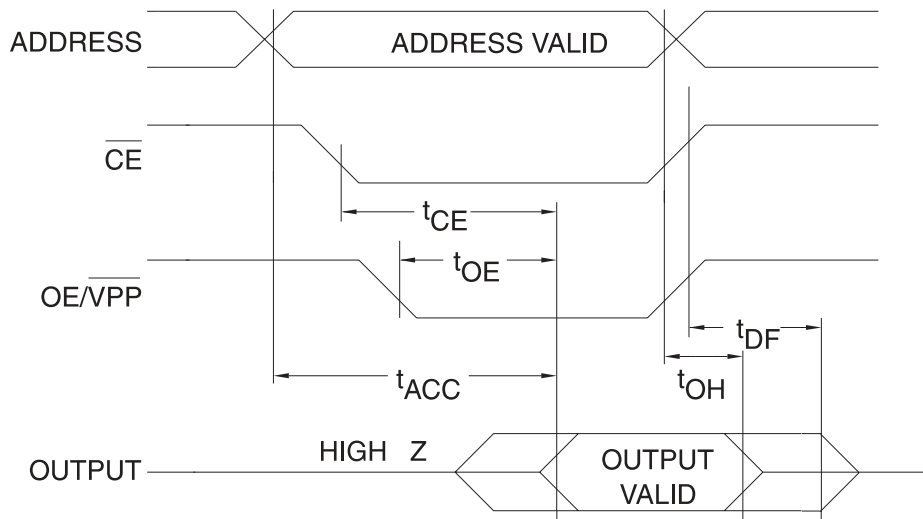 ADDRESS
ADDRESS VALID
CE
tCE
tOE
OE/VPP
tDF
tACC
tOH
HIGH Z
OUTPUT
OUTPUT
VALID